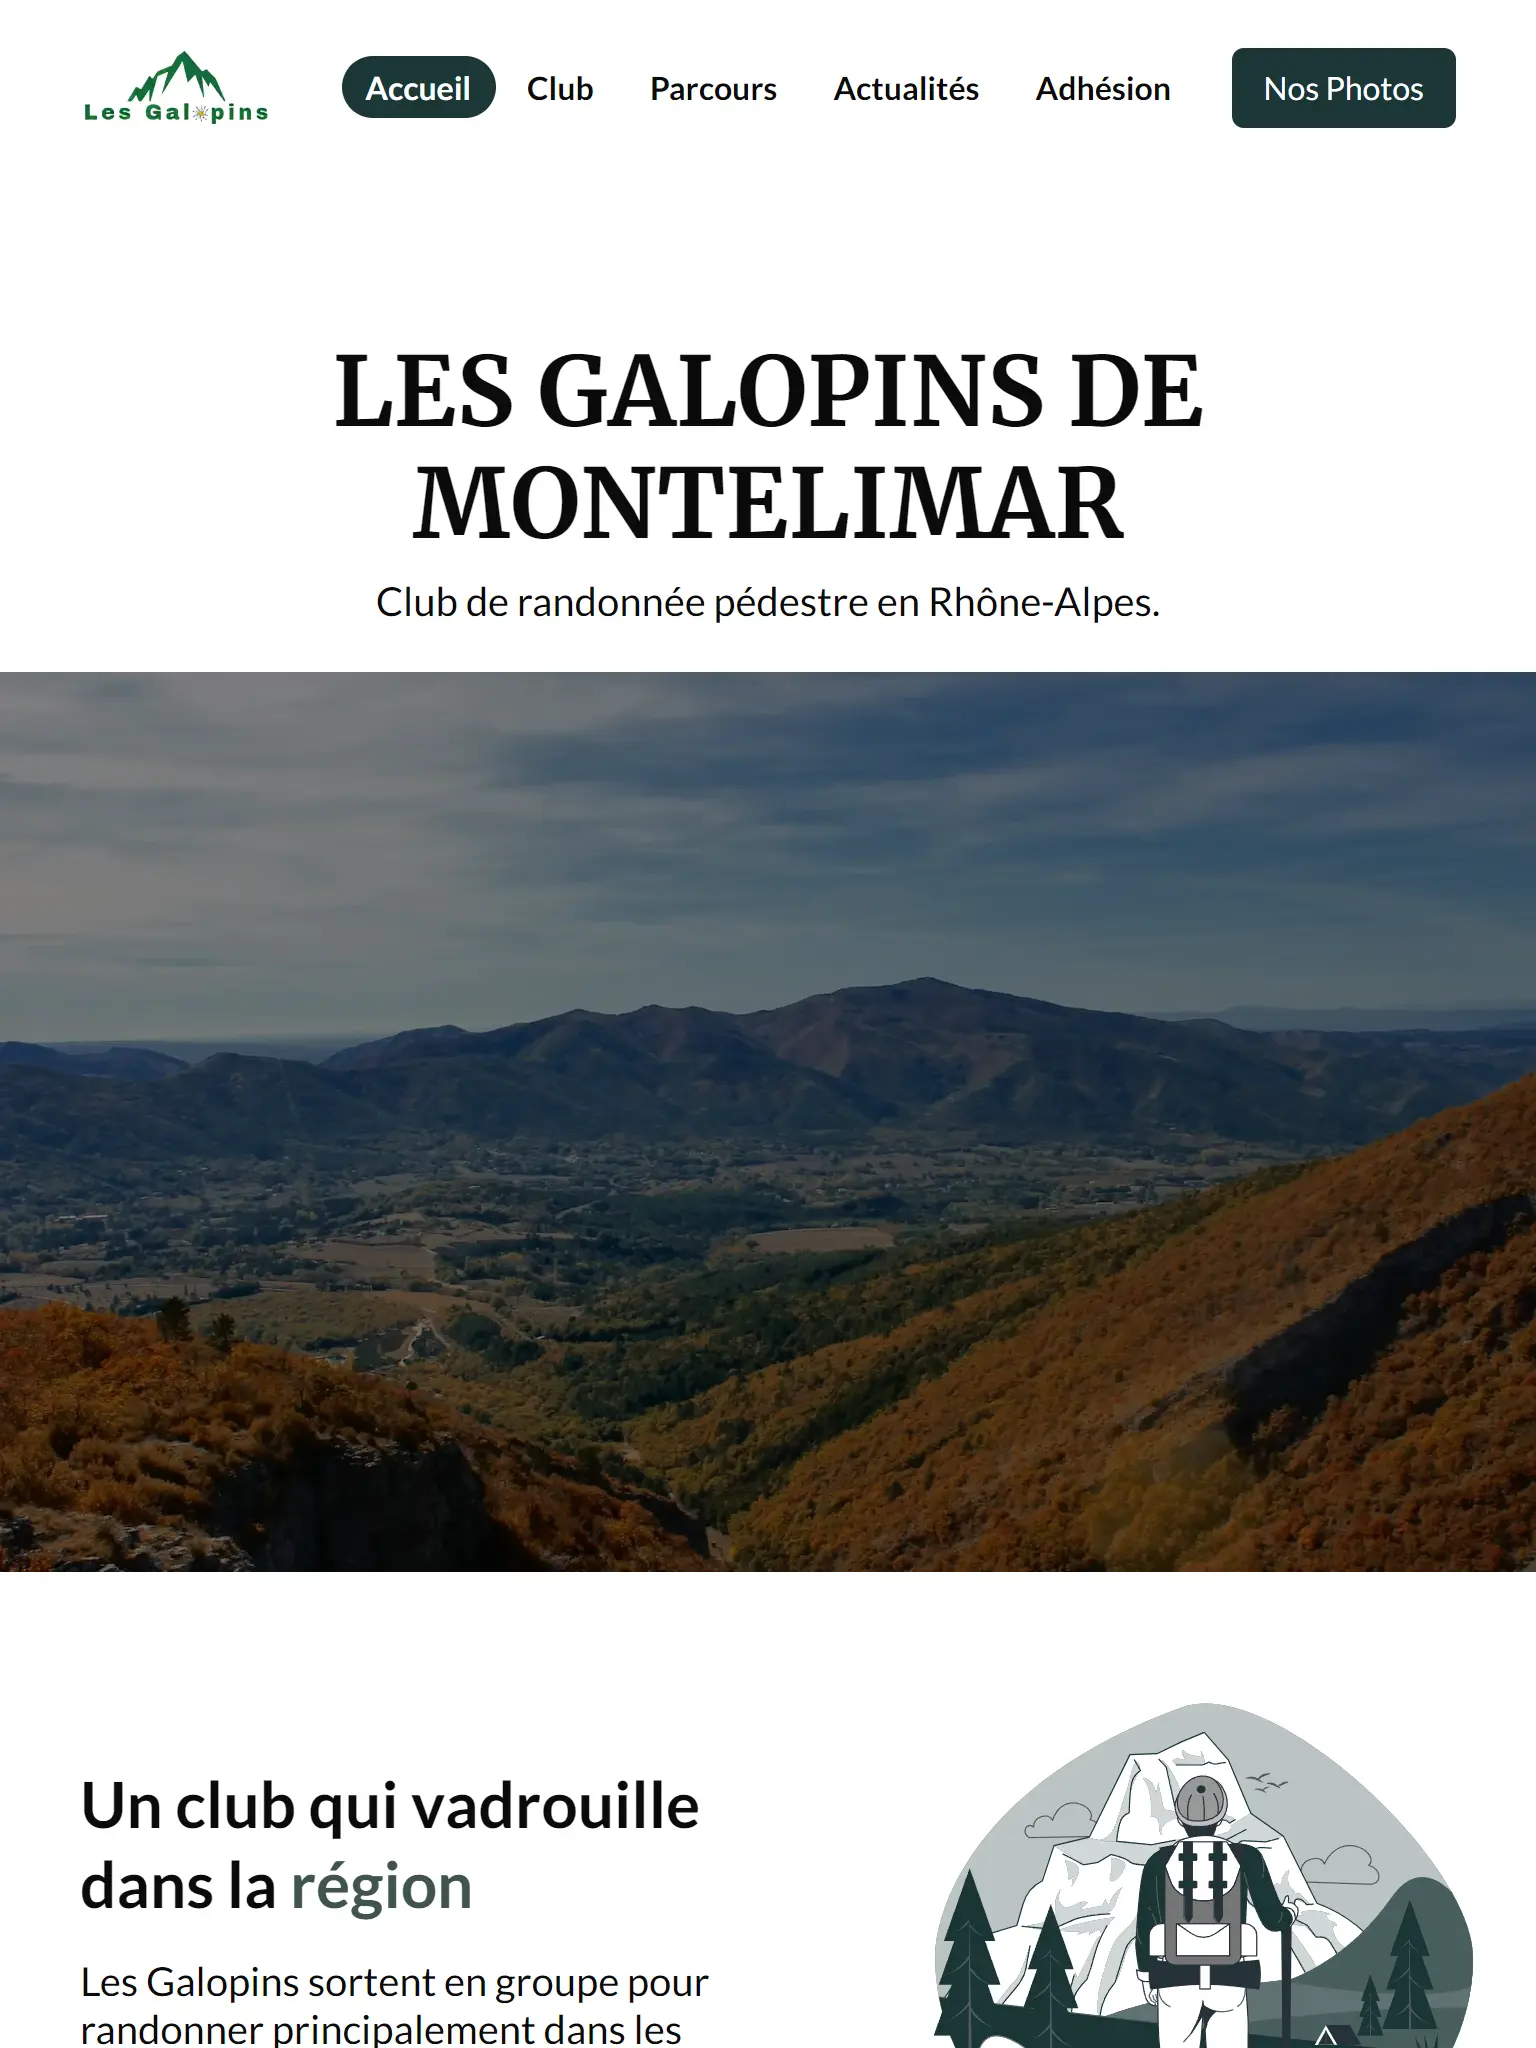 Les Galopins
Accueil
Club
Parcours
Actualités
Adhésion
Nos Photos
LES GALOPINS DE
MONTELIMAR
Club de randonnée pédestre en Rhône-Alpes.
Un club qui vadrouille
dans la région
Les Galopins sortent en groupe pour
randonner principalement dans les